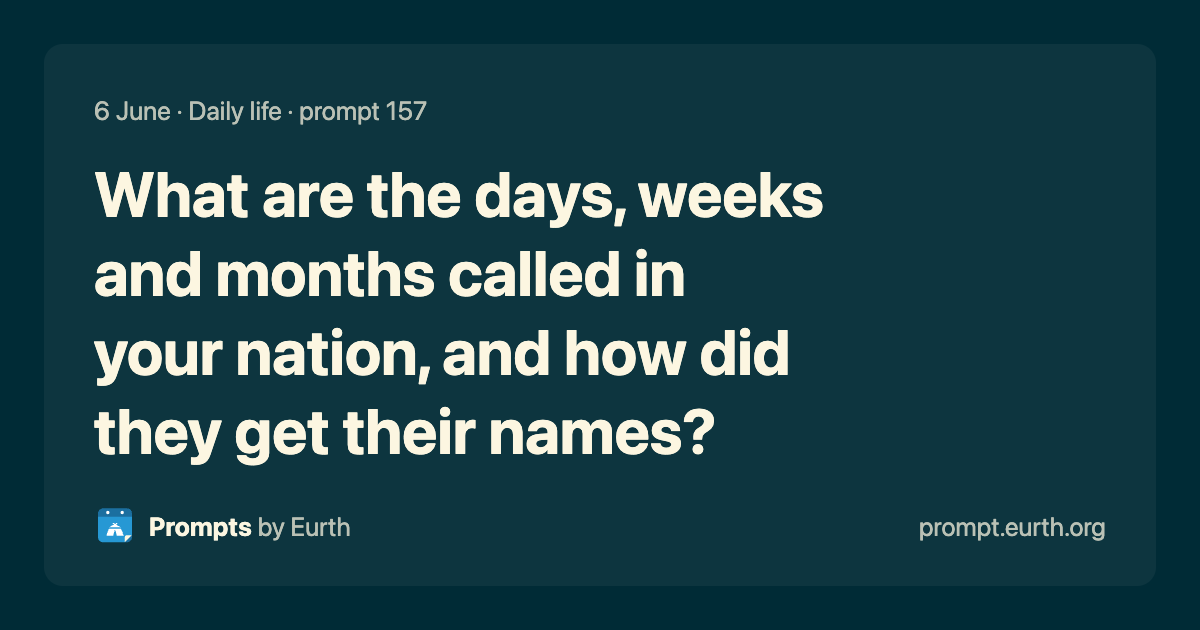 6 June · Daily life · prompt 157
What are the days, weeks
and months called in
your nation, and how did
they get their names?
Prompts by Eurth
prompt.eurth.org